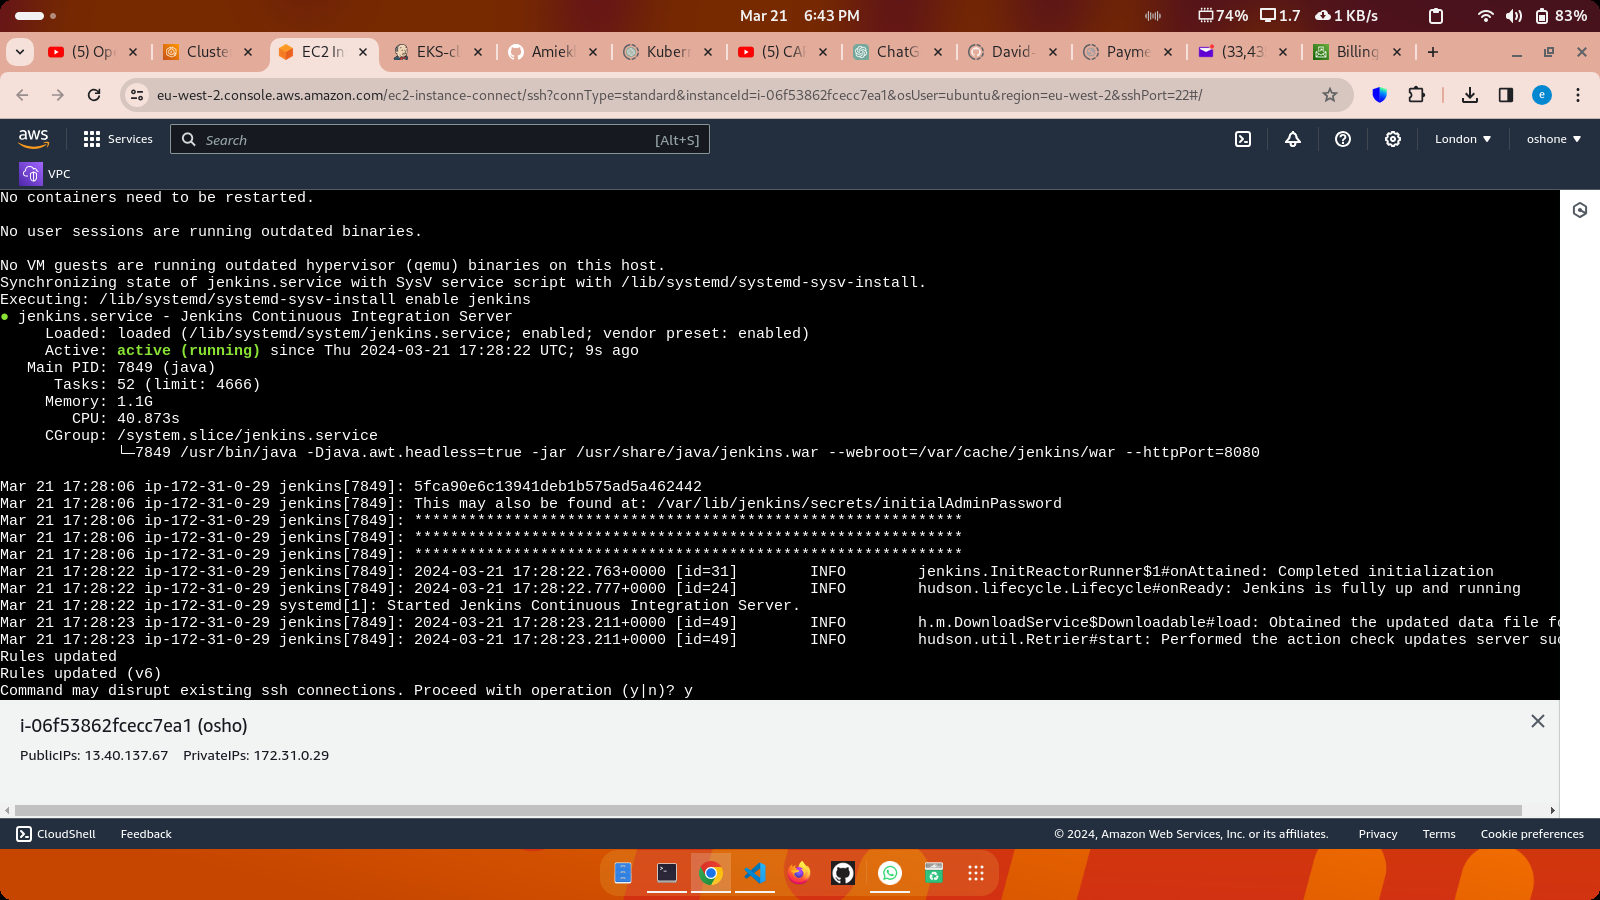 Mar 21 6:43 PM
74% 1.7 1 KB/s 83%
(5) Op Cluste EC2 In EKS-cl Amiek Kuber (5) CA ChatG David- Payme (33,43 Billing
eu-west-2.console.aws.amazon.com/ec2-instance-connect/ssh?connType=standard&instanceId=i-06f53862fcecc7ea1&osUser=ubuntu&region=eu-west-2&sshPort=22#/
e
aws Services Search [Alt+S] London oshone
VPC
No containers need to be restarted.
No user sessions are running outdated binaries.
No VM guests are running outdated hypervisor (qemu) binaries on this host.
Synchronizing state of jenkins.service with SysV service script with /lib/systemd/systemd-sysv-install.
Executing: /lib/systemd/systemd-sysv-install enable jenkins
● jenkins.service - Jenkins Continuous Integration Server
Loaded: loaded (/lib/systemd/system/jenkins.service; enabled; vendor preset: enabled)
Active: active (running) since Thu 2024-03-21 17:28:22 UTC; 9s ago
Main PID: 7849 (java)
Tasks: 52 (limit: 4666)
Memory: 1.1G
CPU: 40.873s
CGroup: /system.slice/jenkins.service
└─7849 /usr/bin/java -Djava.awt.headless=true -jar /usr/share/java/jenkins.war --webroot=/var/cache/jenkins/war --httpPort=8080
Mar 21 17:28:06 ip-172-31-0-29 jenkins[7849]: 5fca90e6c13941deb1b575ad5a462442
Mar 21 17:28:06 ip-172-31-0-29 jenkins[7849]: This may also be found at: /var/lib/jenkins/secrets/initialAdminPassword
Mar 21 17:28:06 ip-172-31-0-29 jenkins[7849]: *************************************************************
Mar 21 17:28:06 ip-172-31-0-29 jenkins[7849]: *************************************************************
Mar 21 17:28:06 ip-172-31-0-29 jenkins[7849]: *************************************************************
Mar 21 17:28:22 ip-172-31-0-29 jenkins[7849]: 2024-03-21 17:28:22.763+0000 [id=31] INFO jenkins.InitReactorRunner$1#onAttained: Completed initialization
Mar 21 17:28:22 ip-172-31-0-29 jenkins[7849]: 2024-03-21 17:28:22.777+0000 [id=24] INFO hudson.lifecycle.Lifecycle#onReady: Jenkins is fully up and running
Mar 21 17:28:22 ip-172-31-0-29 systemd[1]: Started Jenkins Continuous Integration Server.
Mar 21 17:28:23 ip-172-31-0-29 jenkins[7849]: 2024-03-21 17:28:23.211+0000 [id=49] INFO h.m.DownloadService$Downloadable#load: Obtained the updated data file fo
Mar 21 17:28:23 ip-172-31-0-29 jenkins[7849]: 2024-03-21 17:28:23.211+0000 [id=49] INFO hudson.util.Retrier#start: Performed the action check updates server suc
Rules updated
Rules updated (v6)
Command may disrupt existing ssh connections. Proceed with operation (y|n)? y
i-06f53862fcecc7ea1 (osho)
PublicIPs: 13.40.137.67 PrivateIPs: 172.31.0.29
CloudShell Feedback © 2024, Amazon Web Services, Inc. or its affiliates. Privacy Terms Cookie preferences